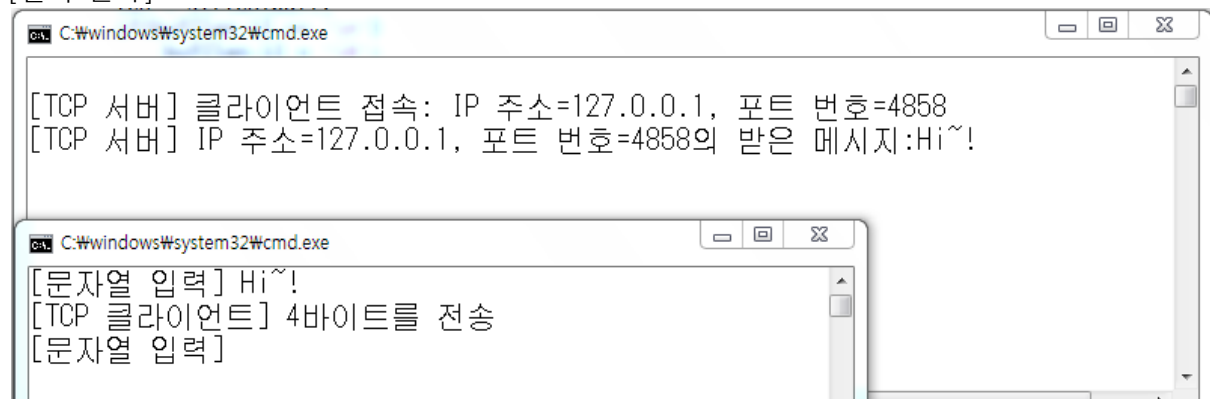 C:₩windows₩system32₩cmd.exe
[TCP 서버] 클라이언트 접속: IP 주소=127.0.0.1, 포트 번호=4858
[TCP 서버] IP 주소=127.0.0.1, 포트 번호=4858의 받은 메시지:Hi~!
C:₩windows₩system32₩cmd.exe
[문자열 입력] Hi~!
[TCP 클라이언트] 4바이트를 전송
[문자열 입력]